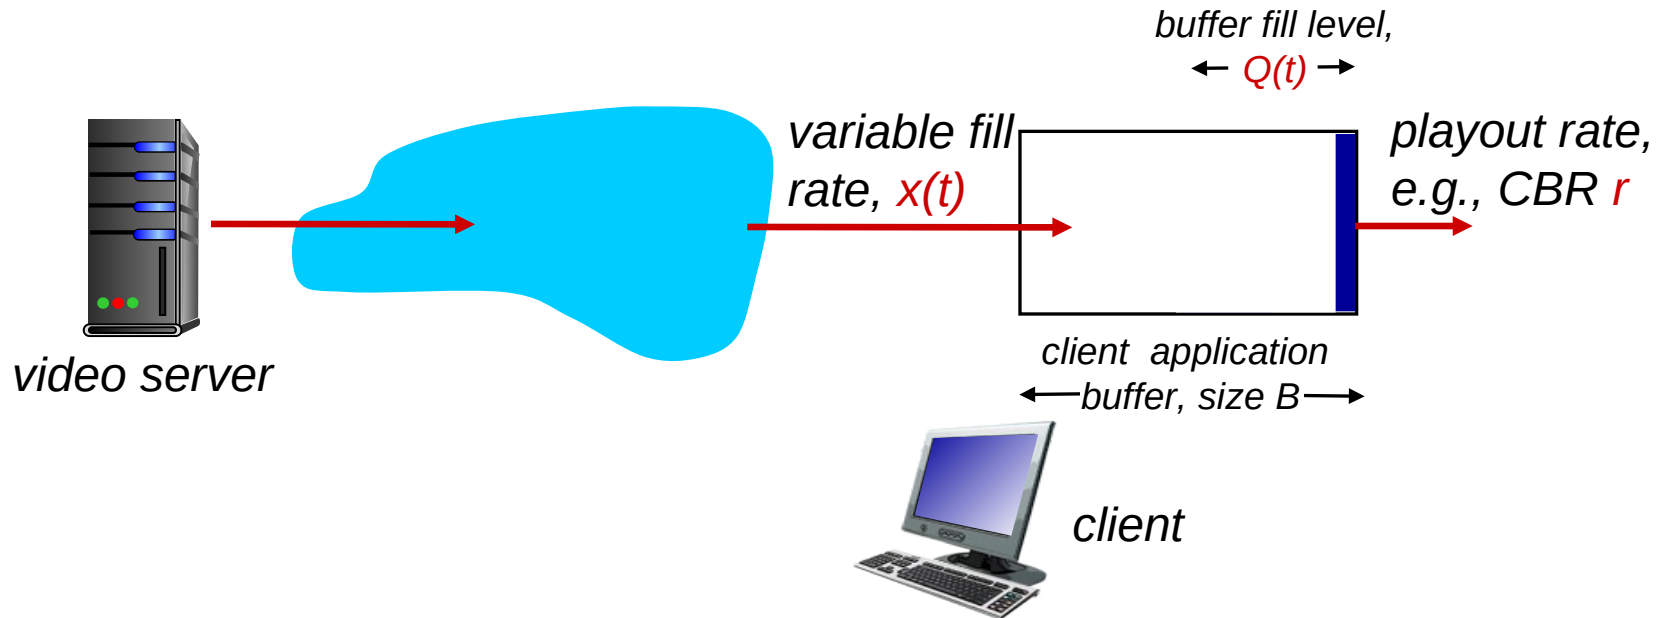 buffer fill level,
Q(t)
variable fill
rate, x(t)
playout rate,
e.g., CBR r
video server
client application
buffer, size B
client